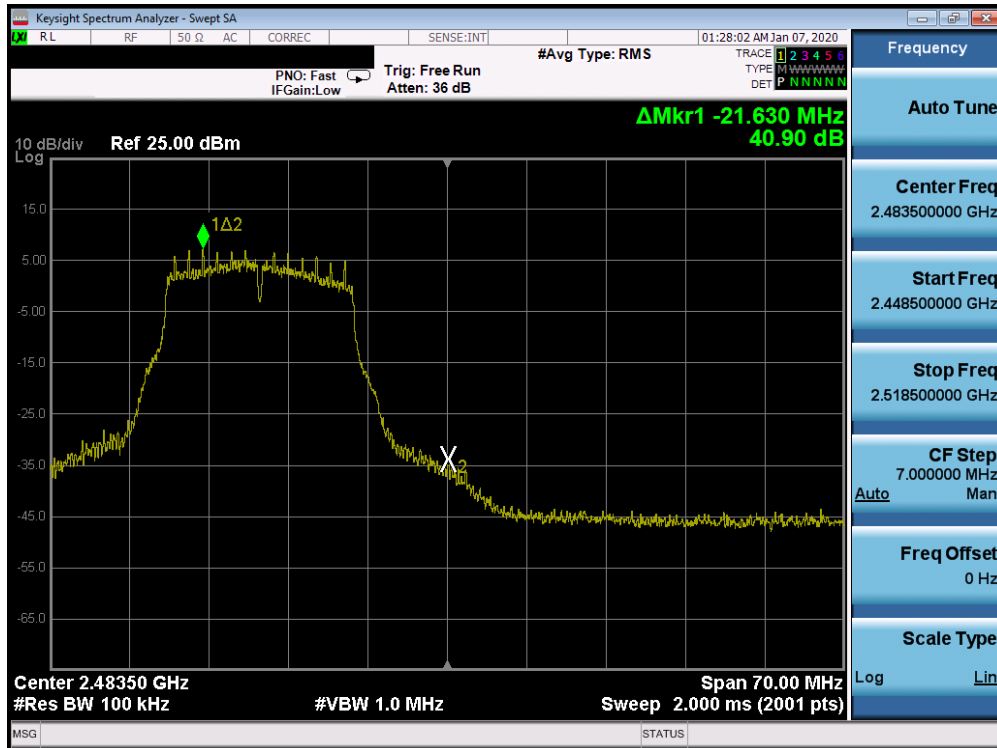 Keysight Spectrum Analyzer - Swept SA
LXI RL RF 50 Ω AC CORREC SENSE:INT 01:28:02 AM Jan 07, 2020
#Avg Type: RMS TRACE 1 2 3 4 5 6
PNO: Fast Trig: Free Run TYPE M WWWWW
IFGain:Low Atten: 36 dB DET P N N N N N
ΔMkr1 -21.630 MHz
40.90 dB
10 dB/div Ref 25.00 dBm
Log
15.0
1Δ2
5.00
-5.00
-15.0
-25.0
-35.0
X2
-45.0
-55.0
-65.0
Center 2.48350 GHz Span 70.00 MHz
#Res BW 100 kHz #VBW 1.0 MHz Sweep 2.000 ms (2001 pts)
MSG STATUS
Frequency
Auto Tune
Center Freq
2.483500000 GHz
Start Freq
2.448500000 GHz
Stop Freq
2.518500000 GHz
CF Step
7.000000 MHz
Auto Man
Freq Offset
0 Hz
Scale Type
Log Lin